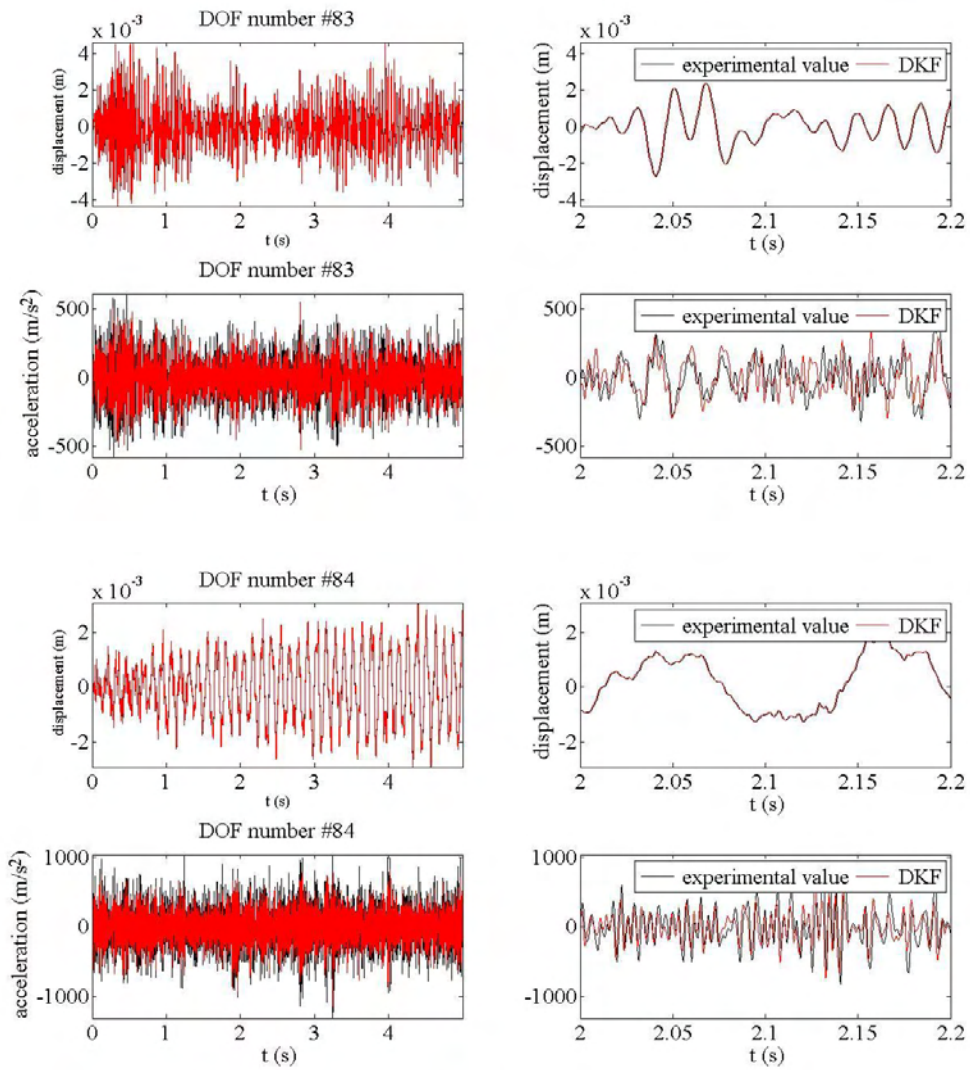 DOF number #83
x 10-3
displacement (m)
4
2
0
-2
-4
0 1 2 3 4
t (s)
x 10-3
experimental value DKF
displacement (m)
4
2
0
-2
-4
2 2.05 2.1 2.15 2.2
t (s)
DOF number #83
acceleration (m/s2)
500
0
-500
0 1 2 3 4
t (s)
experimental value DKF
500
0
-500
2 2.05 2.1 2.15 2.2
t (s)
DOF number #84
x 10-3
displacement (m)
2
0
-2
0 1 2 3 4
t (s)
x 10-3
experimental value DKF
displacement (m)
2
0
-2
2 2.05 2.1 2.15 2.2
t (s)
DOF number #84
acceleration (m/s2)
1000
0
-1000
0 1 2 3 4
t (s)
experimental value DKF
1000
0
-1000
2 2.05 2.1 2.15 2.2
t (s)